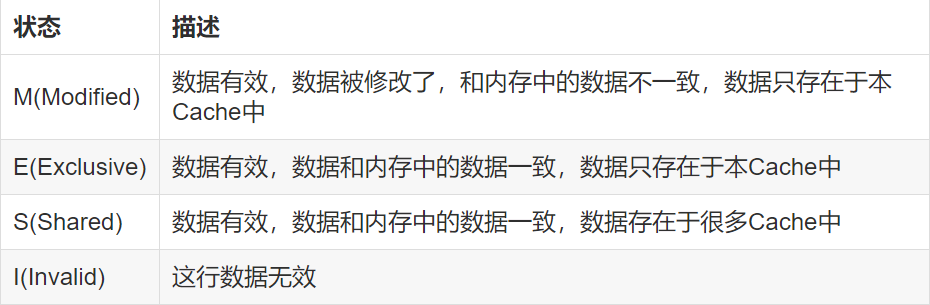 状态 描述
M(Modified) 数据有效，数据被修改了，和内存中的数据不一致，数据只存在于本
Cache中
E(Exclusive) 数据有效，数据和内存中的数据一致，数据只存在于本Cache中
S(Shared) 数据有效，数据和内存中的数据一致，数据存在于很多Cache中
I(Invalid) 这行数据无效